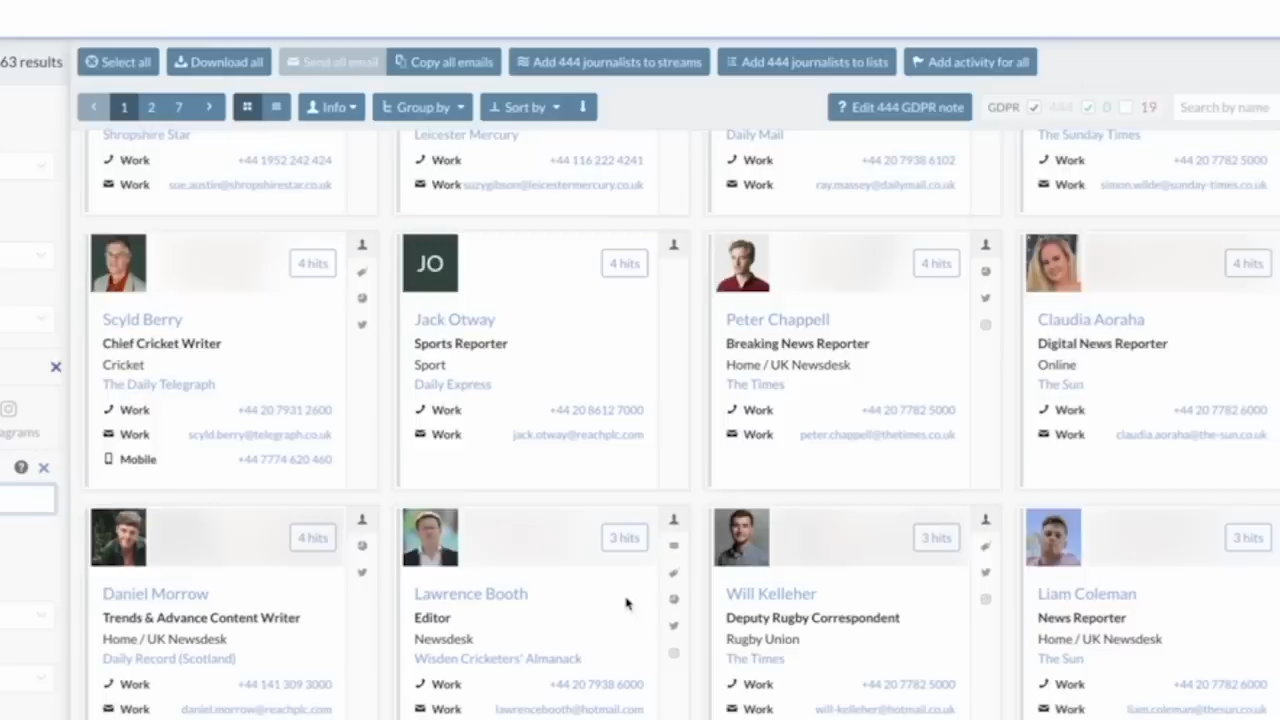 63 results Select all Download all Send all email Copy all emails Add 444 journalists to streams Add 444 journalists to lists Add activity for all
1 2 7 Info Group by Sort by ? Edit 444 GDPR note GDPR 444 0 19 Search by name
Shropshire Star
Work +44 1952 242 424
Work sue.austin@shropshirestar.co.uk
Leicester Mercury
Work +44 116 222 4241
Work suzygibson@leicestermercury.co.uk
Daily Mail
Work +44 20 7938 6102
Work ray.massey@dailymail.co.uk
The Sunday Times
Work +44 20 7782 5000
Work simon.wilde@sunday-times.co.uk
4 hits
Scyld Berry
Chief Cricket Writer
Cricket
The Daily Telegraph
Work +44 20 7931 2600
Work scyld.berry@telegraph.co.uk
Mobile +44 7774 620 460
JO 4 hits
Jack Otway
Sports Reporter
Sport
Daily Express
Work +44 20 8612 7000
Work jack.otway@reachplc.com
4 hits
Peter Chappell
Breaking News Reporter
Home / UK Newsdesk
The Times
Work +44 20 7782 5000
Work peter.chappell@thetimes.co.uk
4 hits
Claudia Aoraha
Digital News Reporter
Online
The Sun
Work +44 20 7782 6000
Work claudia.aoraha@the-sun.co.uk
agrams
4 hits
Daniel Morrow
Trends & Advance Content Writer
Home / UK Newsdesk
Daily Record (Scotland)
Work +44 141 309 3000
Work daniel.morrow@reachplc.com
3 hits
Lawrence Booth
Editor
Newsdesk
Wisden Cricketers' Almanack
Work +44 20 7938 6000
Work lawrencebooth@hotmail.com
3 hits
Will Kelleher
Deputy Rugby Correspondent
Rugby Union
The Times
Work +44 20 7782 5000
Work will-kelleher@hotmail.co.uk
3 hits
Liam Coleman
News Reporter
Home / UK Newsdesk
The Sun
Work +44 20 7782 6000
Work liam.coleman@thesun.co.uk